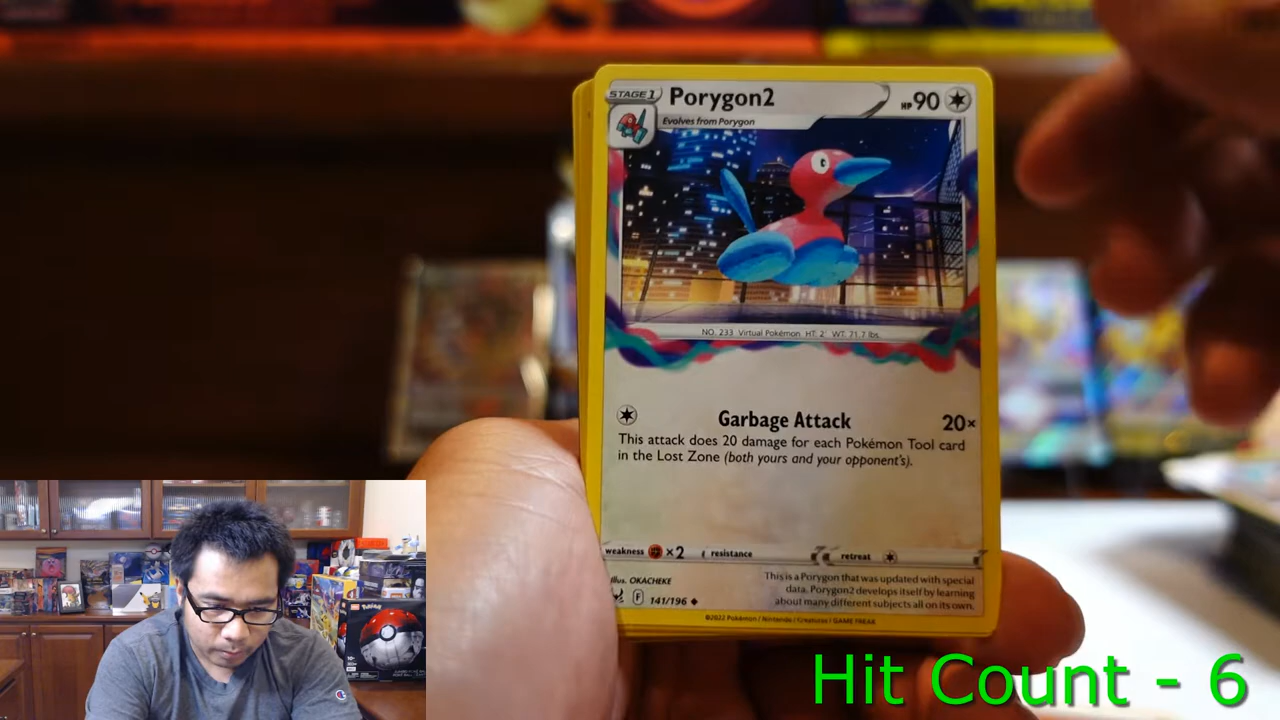 STAGE 1
Porygon2
HP 90
Evolves from Porygon
NO. 233 Virtual Pokémon HT: 2' WT: 71.7 lbs.
Garbage Attack 20×
This attack does 20 damage for each Pokémon Tool card
in the Lost Zone (both yours and your opponent's).
weakness ×2 resistance retreat
Illus. OKACHEKE
F 141/196
This is a Porygon that was updated with special
data. Porygon2 develops itself by learning
about many different subjects all on its own.
©2022 Pokémon / Nintendo / Creatures / GAME FREAK
Hit Count - 6